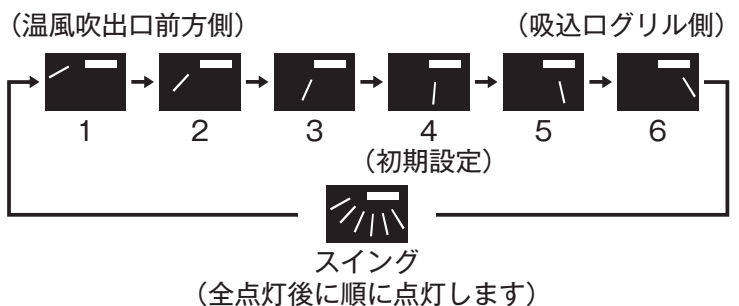 （温風吹出口前方側）
（吸込口グリル側）
1 2 3 4 5 6
（初期設定）
スイング
（全点灯後に順に点灯します）